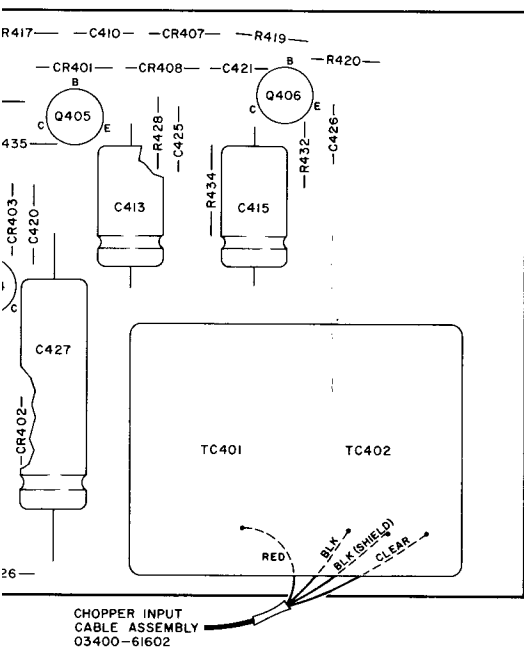 R417 C410 CR407 R419
CR401 CR408 C421 B R420
B
Q405
C
E
Q406
C
E
435
R428
C425
R434
R432
C426
C413
C415
CR403
C420
C
C427
CR402
TC401
TC402
RED
BLK
BLK (SHIELD)
CLEAR
26
CHOPPER INPUT
CABLE ASSEMBLY
03400-61602